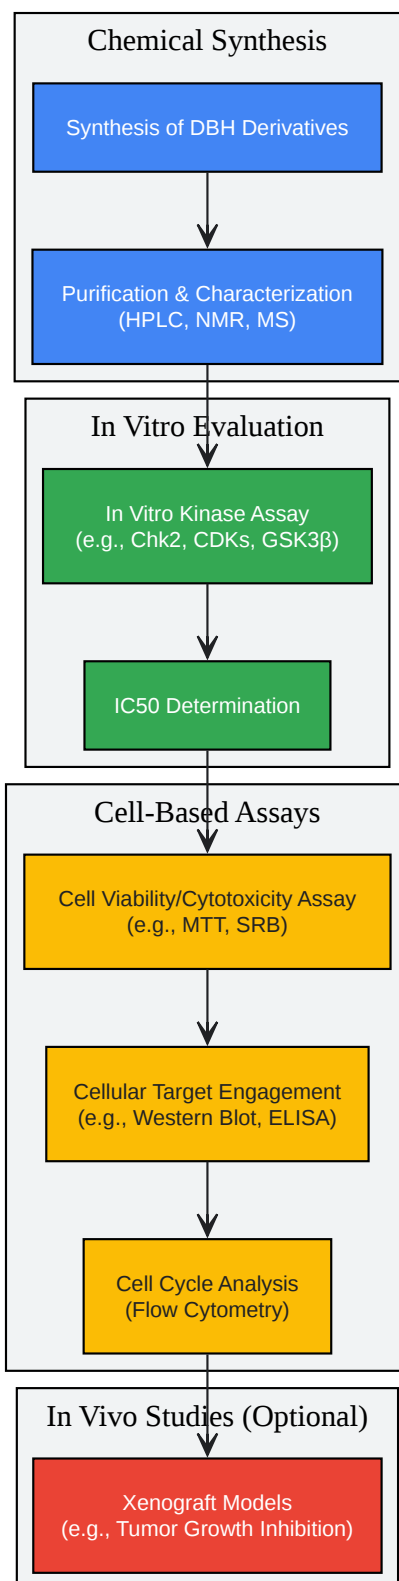 Chemical Synthesis
Synthesis of DBH Derivatives
Purification & Characterization
(HPLC, NMR, MS)
In Vitro Evaluation
In Vitro Kinase Assay
(e.g., Chk2, CDKs, GSK3β)
IC50 Determination
Cell-Based Assays
Cell Viability/Cytotoxicity Assay
(e.g., MTT, SRB)
Cellular Target Engagement
(e.g., Western Blot, ELISA)
Cell Cycle Analysis
(Flow Cytometry)
In Vivo Studies (Optional)
Xenograft Models
(e.g., Tumor Growth Inhibition)